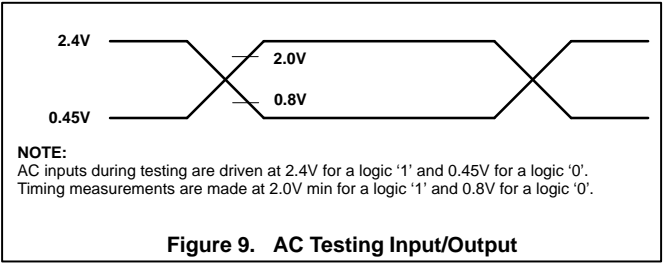 2.4V
2.0V
0.8V
0.45V
NOTE:
AC inputs during testing are driven at 2.4V for a logic ‘1’ and 0.45V for a logic ‘0’.
Timing measurements are made at 2.0V min for a logic ‘1’ and 0.8V for a logic ‘0’.
Figure 9. AC Testing Input/Output